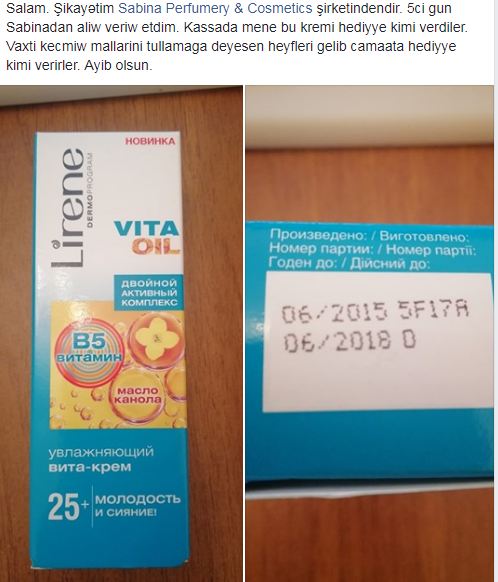 Salam. Şikayətim Sabina Perfumery & Cosmetics şirketindendir. 5ci gun
Sabinadan aliw veriw etdim. Kassada mene bu kremi hediyye kimi verdiler.
Vaxti kecmiw mallarini tullamaga deyesen heyfleri gelib camaata hediyye
kimi verirler. Ayib olsun.
НОВИНКА
Lirene
DERMOPROGRAM
VITA
OIL
ДВОЙНОЙ
АКТИВНЫЙ
КОМПЛЕКС
B5
ВИТАМИН
МАСЛО
КАНОЛА
УВЛАЖНЯЮЩИЙ
ВИТА-КРЕМ
25+
МОЛОДОСТЬ
И СИЯНИЕ!
Произведено: / Виготовлено:
Номер партии: / Номер партії:
Годен до: / Дійсний до:
06/2015 5F17A
06/2018 0